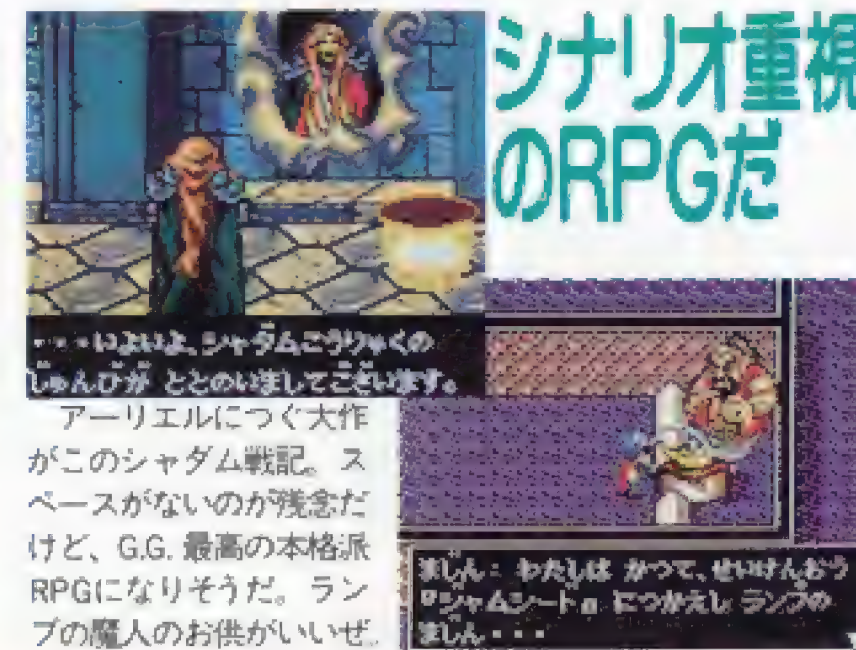 シナリオ重視
のRPGだ
・・・いよいよ、シャダムこうりゃくの
じゅんびが ととのいましてございます。
アーリエルにつぐ大作
がこのシャダム戦記。ス
ペースがないのが残念だ
けど、G.G.最高の本格派
RPGになりそうだ。ラン
プの魔人のお供がいいぜ。
ましん: わたしは かつて、せいけんおう
『シャムシード』につかえし ランプの
ましん・・・